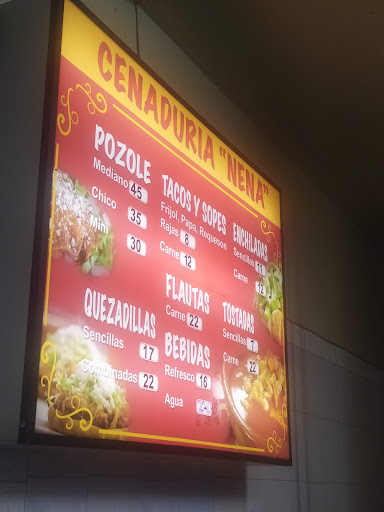 CENADURIA "NENA"
POZOLE
Mediano 45
Chico 35
Mini 30
TACOS Y SOPES
Frijol, Papa, Requeson
Rajas 8
Carne 12
ENCHILADAS
Sencillas
Carne
QUEZADILLAS
Sencillas 17
Combinadas 22
FLAUTAS
Carne 22
BEBIDAS
Refresco 16
Agua
TOSTADAS
Sencillas 7
Carne 22